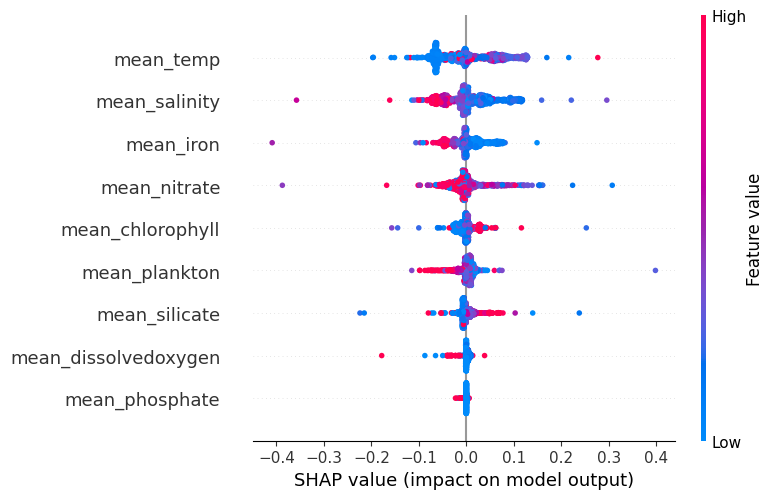 High
mean_temp
mean_salinity
mean_iron
mean_nitrate
mean_chlorophyll
mean_plankton
mean_silicate
mean_dissolvedoxygen
mean_phosphate
Feature value
Low
−0.4 −0.3 −0.2 −0.1 0.0 0.1 0.2 0.3 0.4
SHAP value (impact on model output)